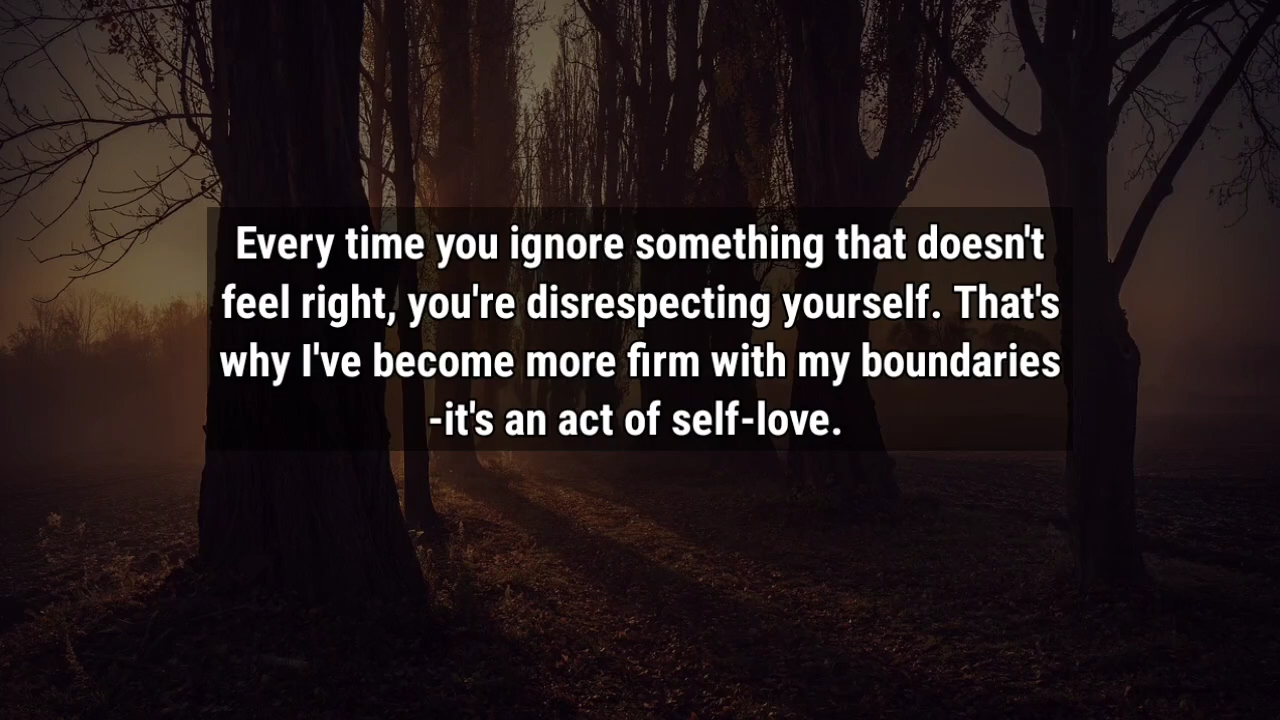 Every time you ignore something that doesn't
feel right, you're disrespecting yourself. That's
why I've become more firm with my boundaries
-it's an act of self-love.